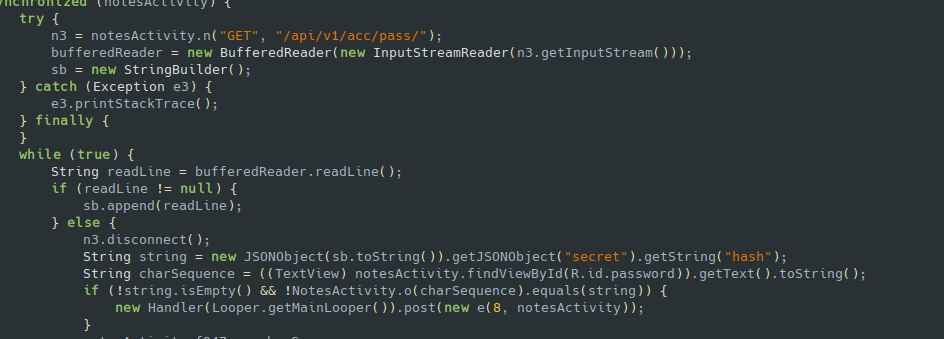 synchronized (notesActivity) {
try {
n3 = notesActivity.n("GET", "/api/v1/acc/pass/");
bufferedReader = new BufferedReader(new InputStreamReader(n3.getInputStream()));
sb = new StringBuilder();
} catch (Exception e3) {
e3.printStackTrace();
} finally {
}
while (true) {
String readLine = bufferedReader.readLine();
if (readLine != null) {
sb.append(readLine);
} else {
n3.disconnect();
String string = new JSONObject(sb.toString()).getJSONObject("secret").getString("hash");
String charSequence = ((TextView) notesActivity.findViewById(R.id.password)).getText().toString();
if (!string.isEmpty() && !NotesActivity.o(charSequence).equals(string)) {
new Handler(Looper.getMainLooper()).post(new e(8, notesActivity));
}